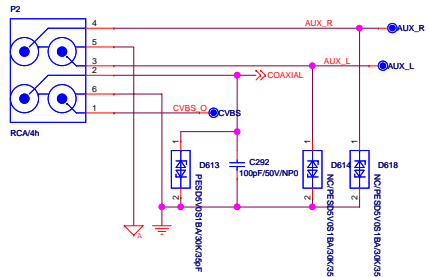 P2
4
AUX_R
AUX_R
5
3
AUX_L
AUX_L
2
COAXIAL
6
CVBS_O
CVBS
1
RCA/4h
1
D613
2
PESD5V0S1BA/30K/35pF
C292
100pF/50V/NP0
1
D614
2
NC/PESD5V0S1BA/30K/35
1
D618
2
NC/PESD5V0S1BA/30K/35
A